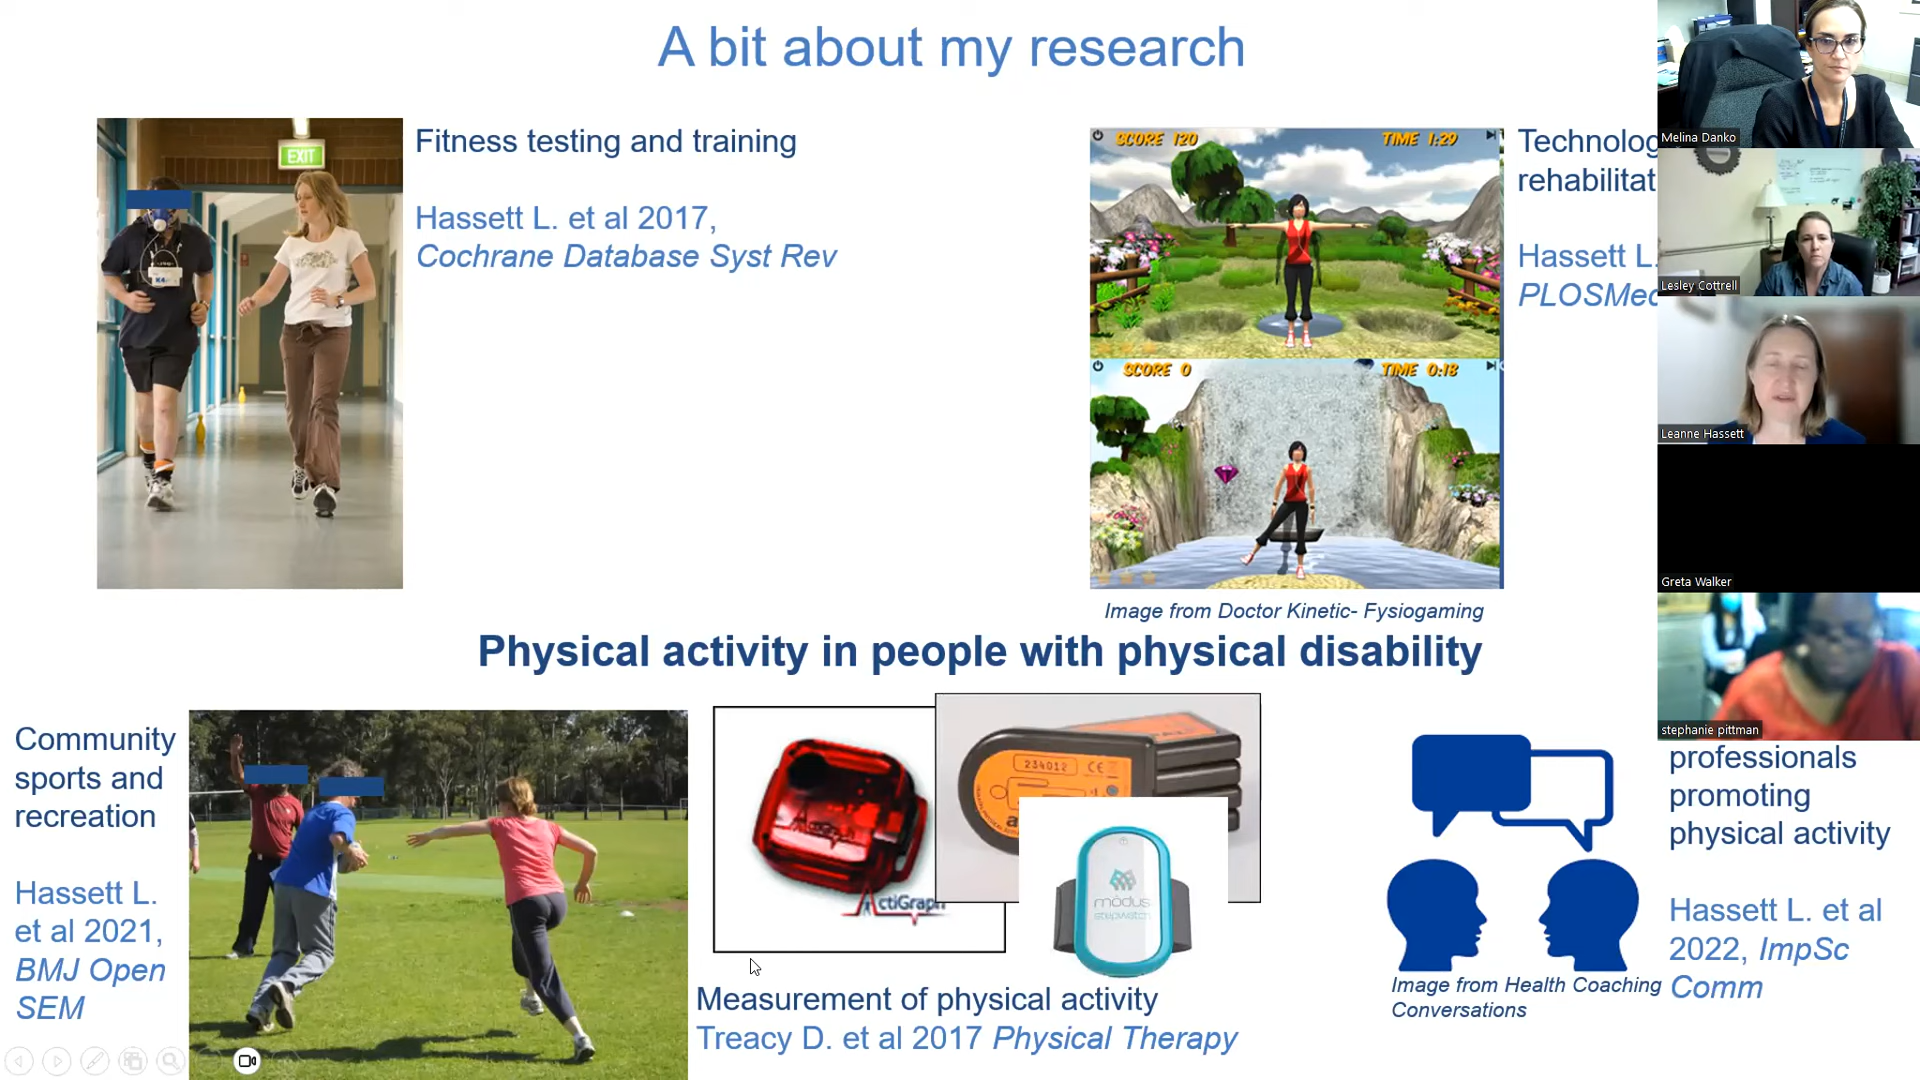 A bit about my research
EXIT
Fitness testing and training
Hassett L. et al 2017,
Cochrane Database Syst Rev
SCORE 120
TIME 1:29
SCORE 0
TIME 0:18
Technolog
rehabilitat
Hassett L.
PLOSMed
Image from Doctor Kinetic- Fysiogaming
Physical activity in people with physical disability
Community
sports and
recreation
Hassett L.
et al 2021,
BMJ Open
SEM
ctiGraph
234012
CE
modus
stepwatch
Measurement of physical activity
Treacy D. et al 2017 Physical Therapy
Image from Health Coaching
Conversations
professionals
promoting
physical activity
Hassett L. et al
2022, ImpSc
Comm
Melina Danko
Lesley Cottrell
Leanne Hassett
Greta Walker
stephanie pittman